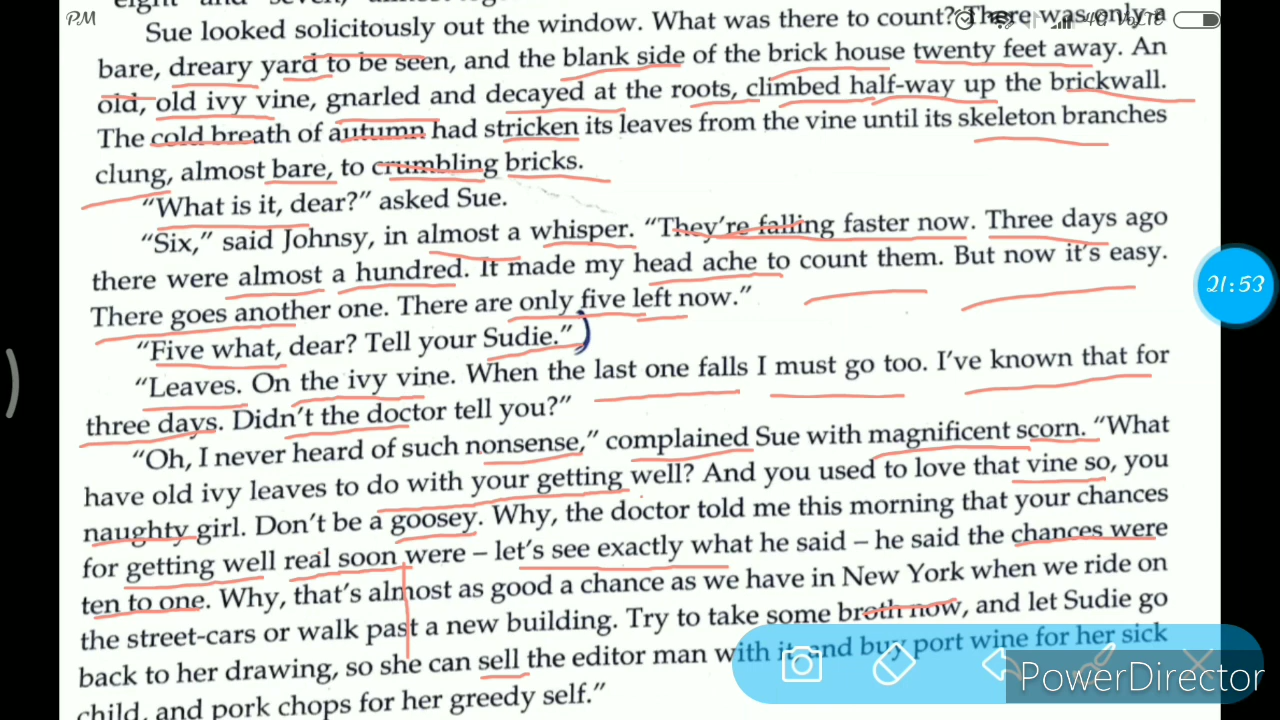 eight and seven,
PM
4G VoLTE
Sue looked solicitously out the window. What was there to count? There was only a
bare, dreary yard to be seen, and the blank side of the brick house twenty feet away. An
old, old ivy vine, gnarled and decayed at the roots, climbed half-way up the brickwall.
The cold breath of autumn had stricken its leaves from the vine until its skeleton branches
clung, almost bare, to crumbling bricks.
“What is it, dear?” asked Sue.
“Six,” said Johnsy, in almost a whisper. “They’re falling faster now. Three days ago
there were almost a hundred. It made my head ache to count them. But now it’s easy.
21:53
There goes another one. There are only five left now.”
“Five what, dear? Tell your Sudie.”
“Leaves. On the ivy vine. When the last one falls I must go too. I’ve known that for
three days. Didn’t the doctor tell you?”
“Oh, I never heard of such nonsense,” complained Sue with magnificent scorn. “What
have old ivy leaves to do with your getting well? And you used to love that vine so, you
naughty girl. Don’t be a goosey. Why, the doctor told me this morning that your chances
for getting well real soon were – let’s see exactly what he said – he said the chances were
ten to one. Why, that’s almost as good a chance as we have in New York when we ride on
the street-cars or walk past a new building. Try to take some broth now, and let Sudie go
back to her drawing, so she can sell the editor man with it and buy port wine for her sick
child, and pork chops for her greedy self.”
PowerDirector